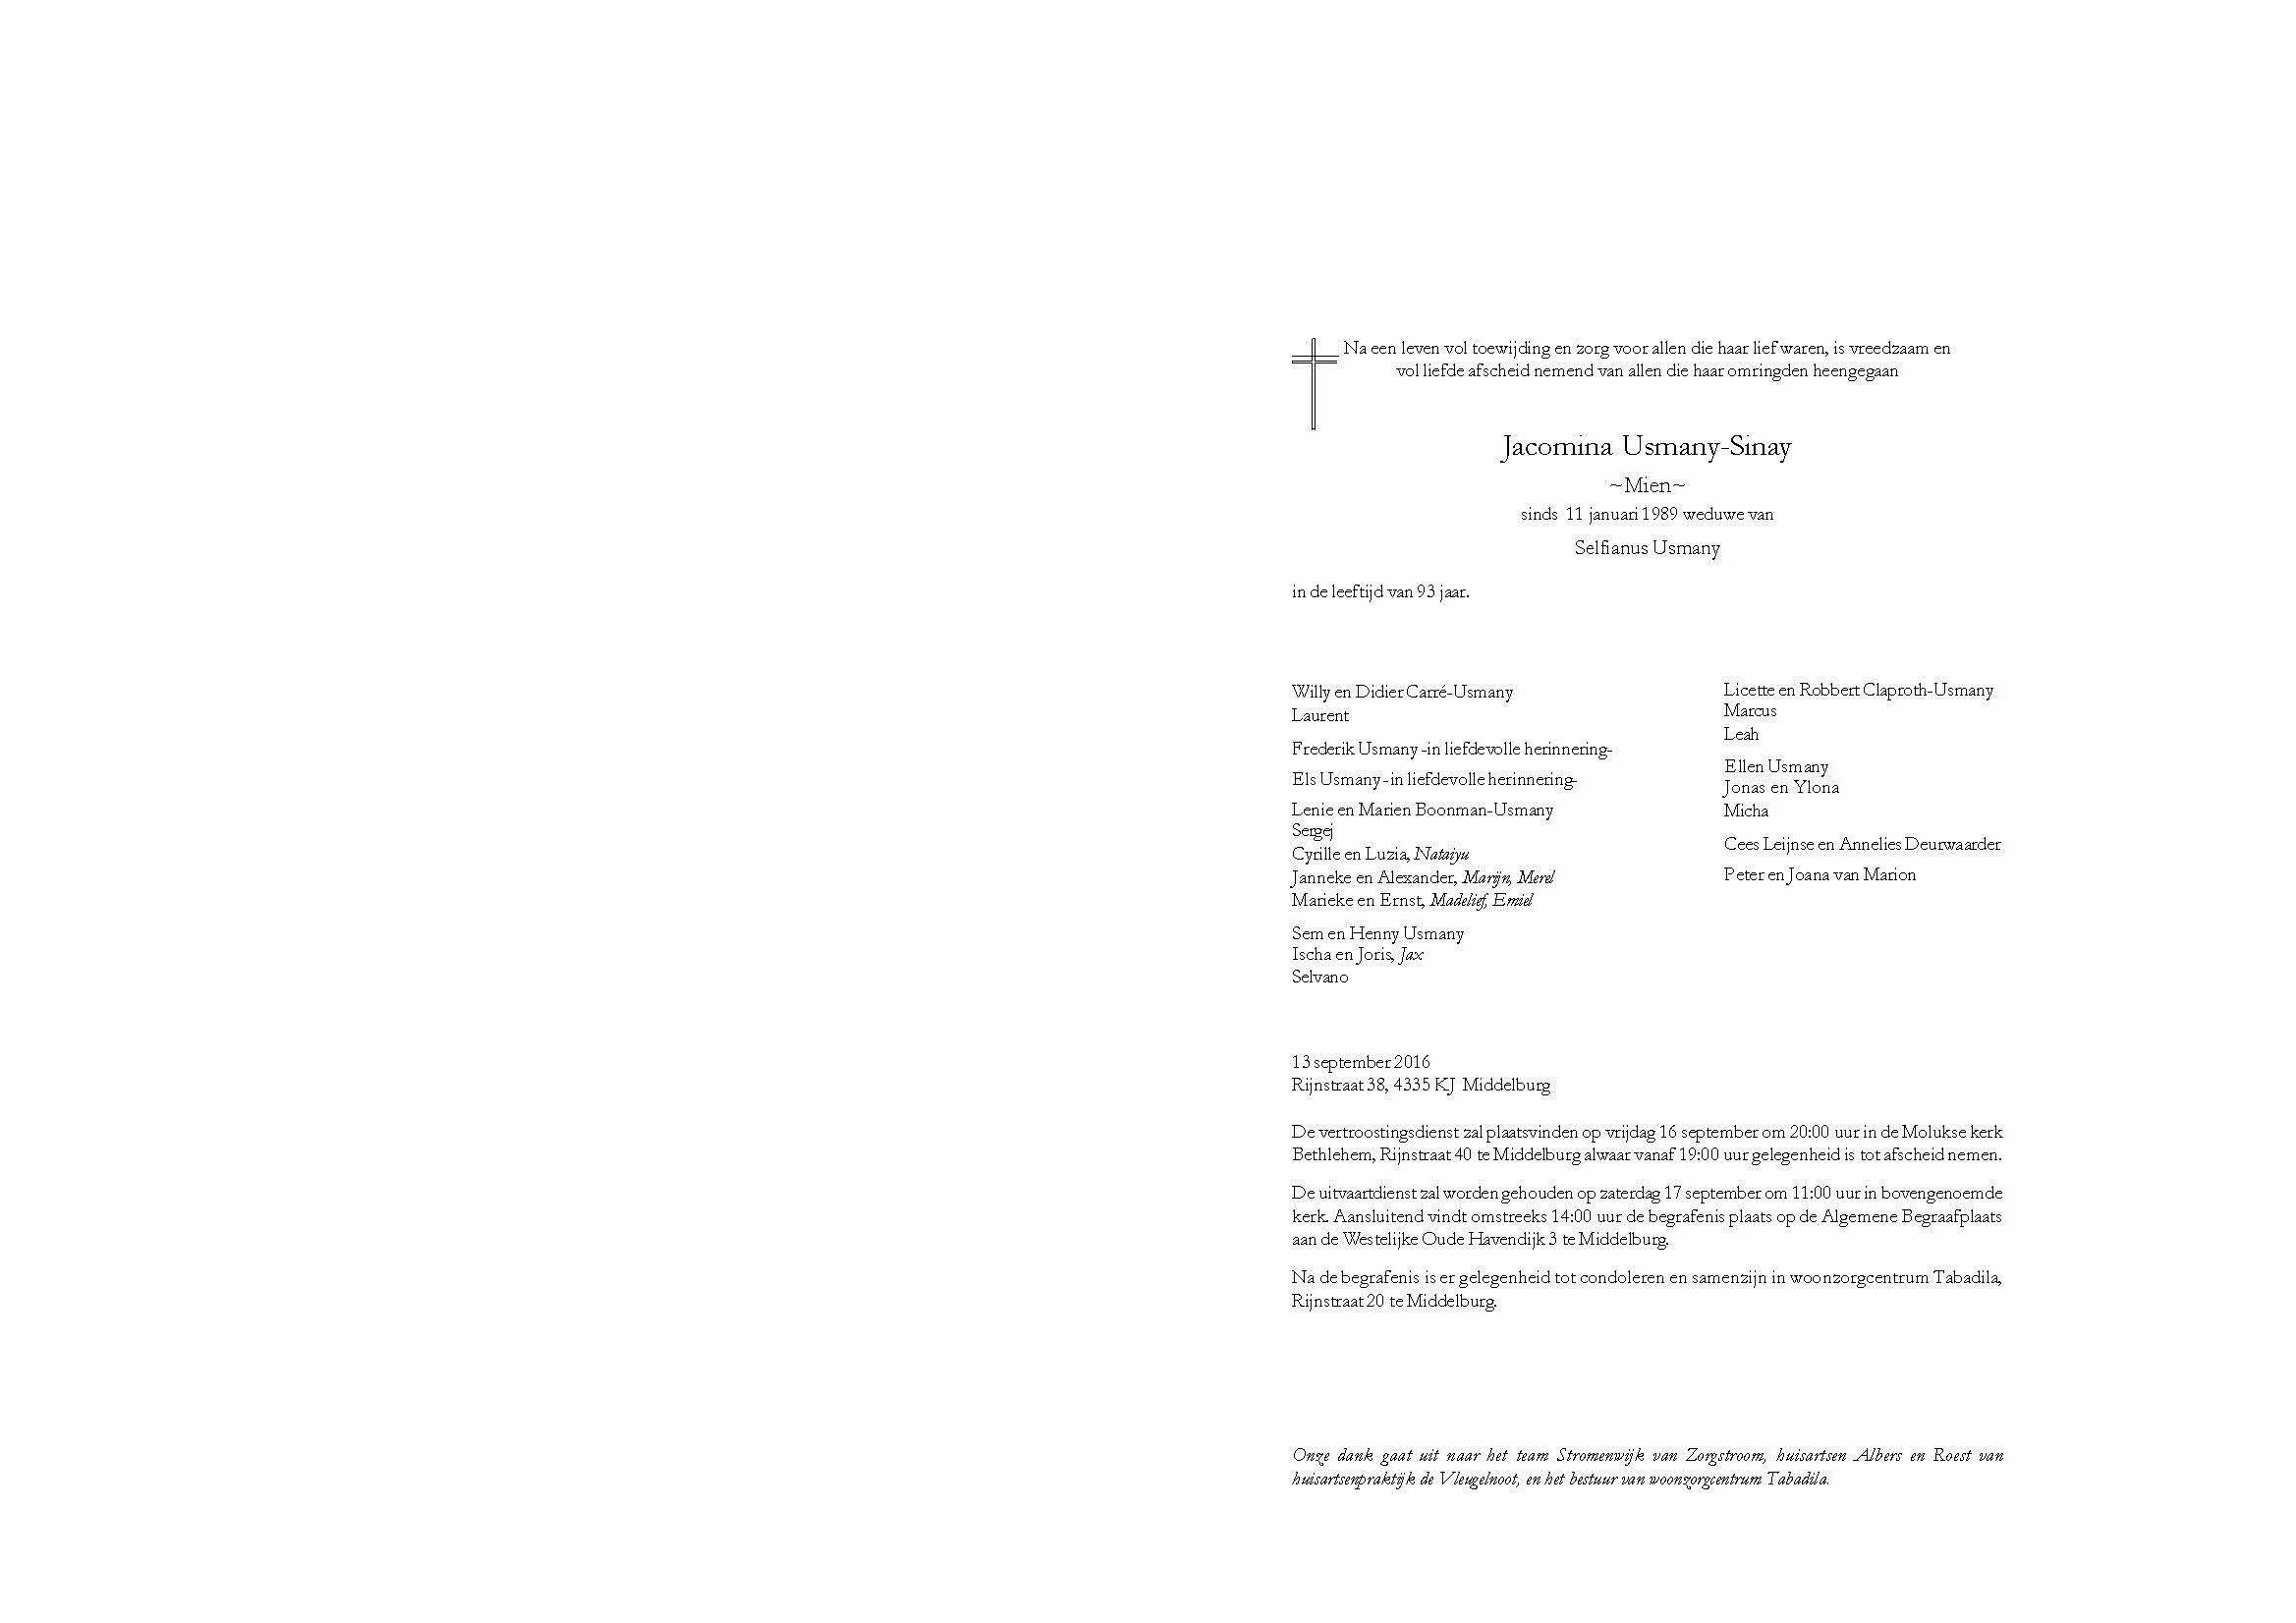 Na een leven vol toewijding en zorg voor allen die haar lief waren, is vreedzaam en
vol liefde afscheid nemend van allen die haar omringden heengegaan
Jacomina Usmany-Sinay
~Mien~
sinds 11 januari 1989 weduwe van
Selfianus Usmany
in de leeftijd van 93 jaar.
Willy en Didier Carré-Usmany
Laurent
Frederik Usmany -in liefdevolle herinnering-
Els Usmany -in liefdevolle herinnering-
Lenie en Marien Boonman-Usmany
Sergej
Cyrille en Luzia, Nataiyu
Janneke en Alexander, Marijn, Merel
Marieke en Ernst, Madelief, Emiel
Sem en Henny Usmany
Ischa en Joris, Jax
Selvano
Licette en Robbert Claproth-Usmany
Marcus
Leah
Ellen Usmany
Jonas en Ylona
Micha
Cees Leijnse en Annelies Deurwaarder
Peter en Joana van Marion
13 september 2016
Rijnstraat 38, 4335 KJ Middelburg
De vertroostingsdienst zal plaatsvinden op vrijdag 16 september om 20:00 uur in de Molukse kerk
Bethlehem, Rijnstraat 40 te Middelburg alwaar vanaf 19:00 uur gelegenheid is tot afscheid nemen.
De uitvaartdienst zal worden gehouden op zaterdag 17 september om 11:00 uur in bovengenoemde
kerk. Aansluitend vindt omstreeks 14:00 uur de begrafenis plaats op de Algemene Begraafplaats
aan de Westelijke Oude Havendijk 3 te Middelburg.
Na de begrafenis is er gelegenheid tot condoleren en samenzijn in woonzorgcentrum Tabadila,
Rijnstraat 20 te Middelburg.
Onze dank gaat uit naar het team Stromenwijk van Zorgstroom, huisartsen Albers en Roest van
huisartsenpraktijk de Vleugelnoot, en het bestuur van woonzorgcentrum Tabadila.